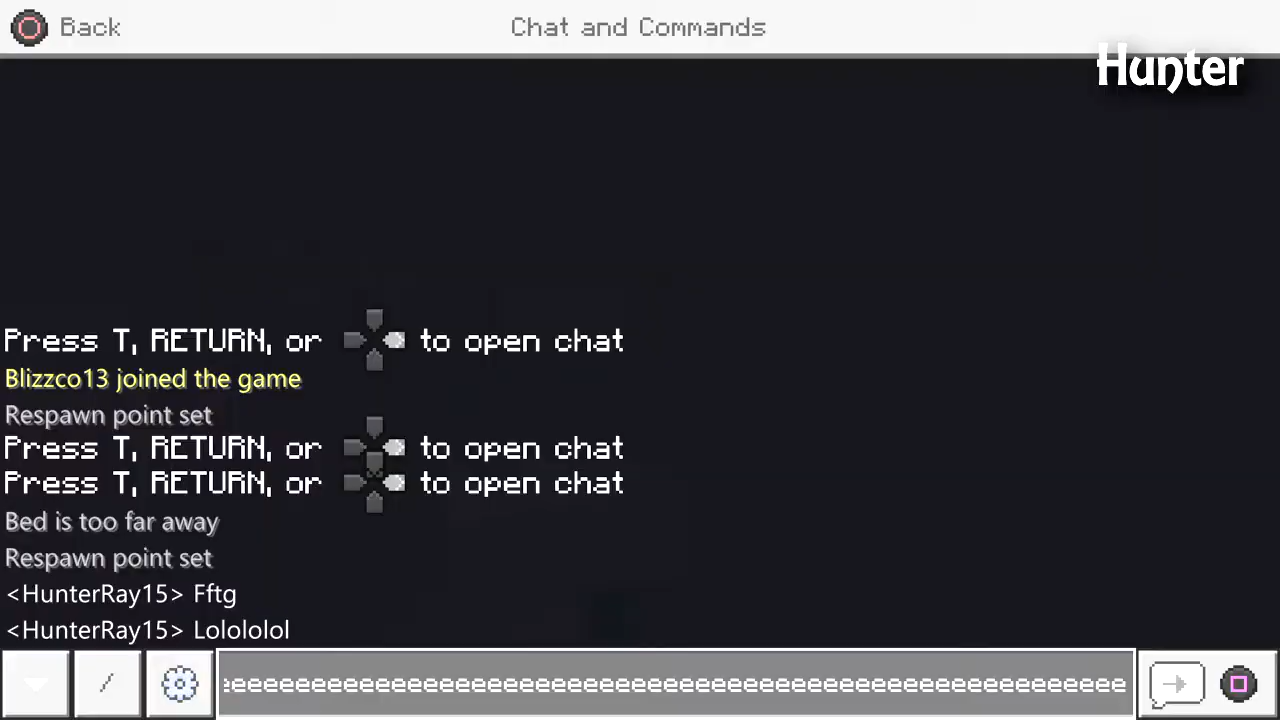 Back
Chat and Commands
Hunter
Press T, RETURN, or to open chat
Blizzco13 joined the game
Respawn point set
Press T, RETURN, or to open chat
Press T, RETURN, or to open chat
Bed is too far away
Respawn point set
<HunterRay15> Fftg
<HunterRay15> Lolololol
/ eeeeeeeeeeeeeeeeeeeeeeeeeeeeeeeeeeeeeeeeeeeeeeeeeeeeeeeeeeeee